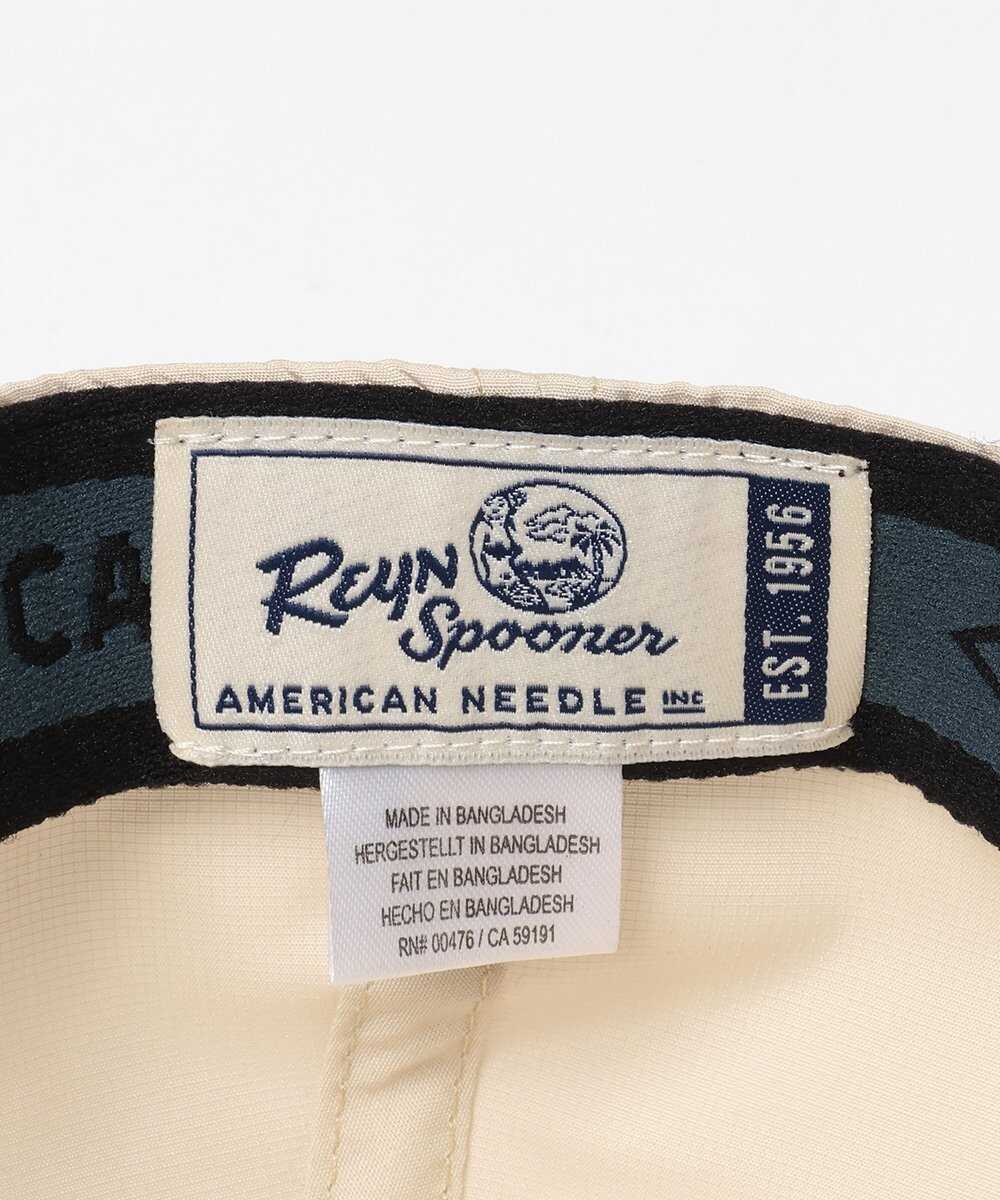 CA
Reyn
Spooner
AMERICAN NEEDLE INC
EST. 1956
MADE IN BANGLADESH
HERGESTELLT IN BANGLADESH
FAIT EN BANGLADESH
HECHO EN BANGLADESH
RN# 00476 / CA 59191